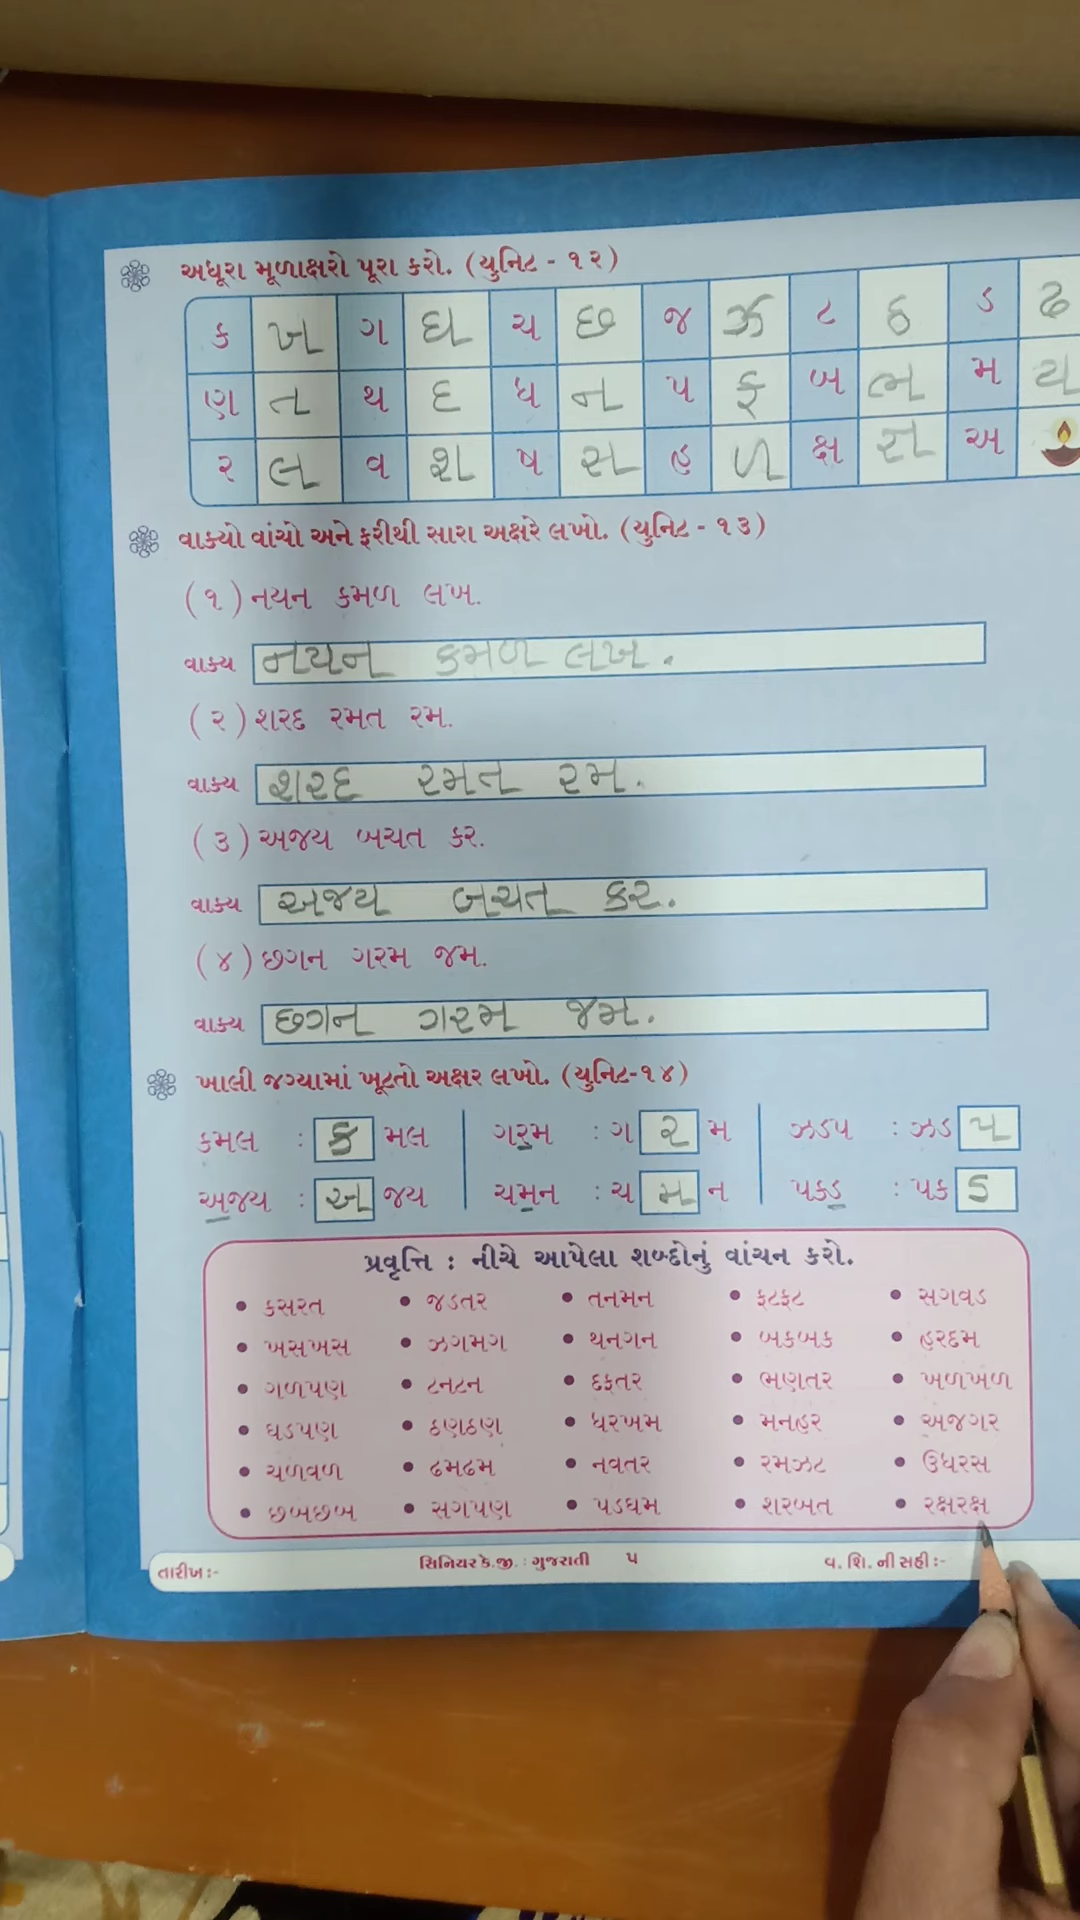 અધૂરા મૂળાક્ષરો પૂરા કરો. (યુનિટ - ૧૨)
ક ખ ગ ઘ ચ છ જ ઝ ટ ઠ ડ ઢ
ણ ત થ દ ધ ન પ ફ બ ભ મ ય
ર લ વ શ ષ સ હ ળ ક્ષ જ્ઞ અ
વાક્યો વાંચો અને ફરીથી સારા અક્ષરે લખો. (યુનિટ - ૧૩)
(૧) નયન કમળ લખ.
વાક્ય નયન કમળ લખ.
(૨) શરદ રમત રમ.
વાક્ય શરદ રમત રમ.
(૩) અજય બચત કર.
વાક્ય અજય બચત કર.
(૪) છગન ગરમ જમ.
વાક્ય છગન ગરમ જમ.
ખાલી જગ્યામાં ખૂટતો અક્ષર લખો. (યુનિટ-૧૪)
કમલ : ક મલ ગરમ : ગ ર મ ઝડપ : ઝડ પ
અજય : અ જય ચમન : ચ મ ન પકડ : પક ડ
પ્રવૃત્તિ : નીચે આપેલા શબ્દોનું વાંચન કરો.
• કસરત • જડતર • તનમન • ફટફટ • સગવડ
• ખસખસ • ઝગમગ • થનગન • બકબક • હરદમ
• ગળપણ • ટનટન • દફતર • ભણતર • ખળખળ
• ઘડપણ • ઠણઠણ • ધરખમ • મનહર • અજગર
• ચળવળ • ઢમઢમ • નવતર • રમઝટ • ઉધરસ
• છબછબ • સગપણ • પડઘમ • શરબત • રક્ષરક્ષ
તારીખ:- સિનિયર કે.જી. : ગુજરાતી ૫ વ. શિ. ની સહી:-